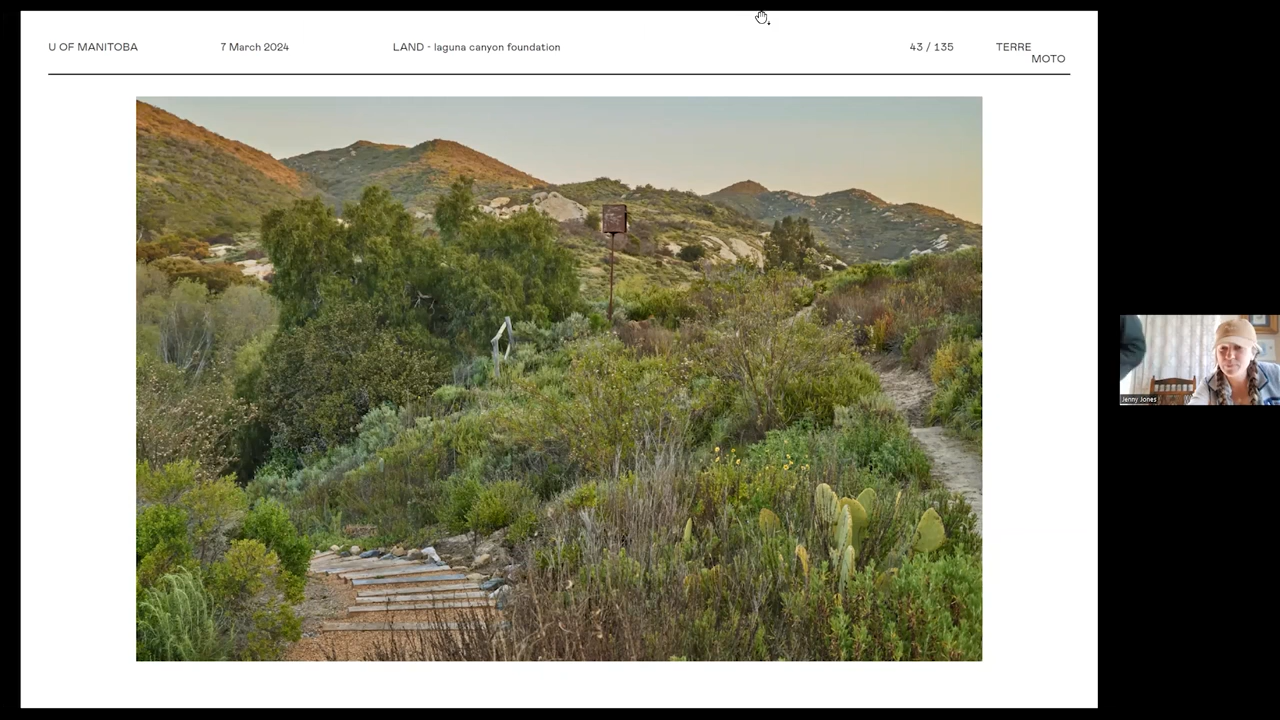 U OF MANITOBA
7 March 2024
LAND - laguna canyon foundation
43 / 135
TERRE
MOTO
Jenny Jones